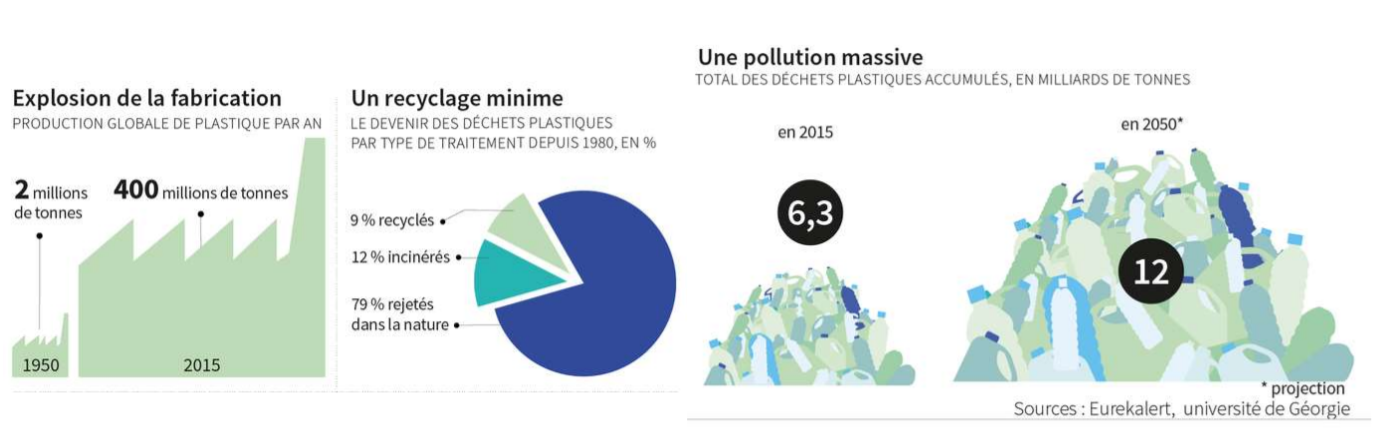 Explosion de la fabrication
PRODUCTION GLOBALE DE PLASTIQUE PAR AN
2 millions
de tonnes
400 millions de tonnes
1950
2015
Un recyclage minime
LE DEVENIR DES DÉCHETS PLASTIQUES
PAR TYPE DE TRAITEMENT DEPUIS 1980, EN %
9 % recyclés
12 % incinérés
79 % rejetés
dans la nature
Une pollution massive
TOTAL DES DÉCHETS PLASTIQUES ACCUMULÉS, EN MILLIARDS DE TONNES
en 2015
6,3
en 2050*
12
* projection
Sources : Eurekalert, université de Géorgie